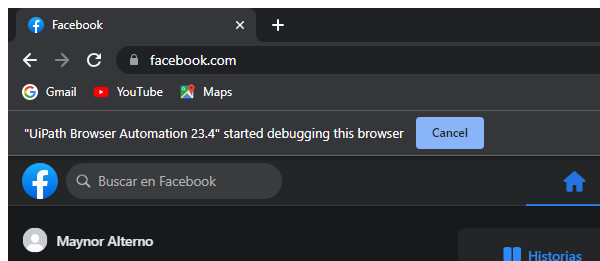 Facebook
facebook.com
Gmail YouTube Maps
"UiPath Browser Automation 23.4" started debugging this browser Cancel
Buscar en Facebook
Maynor Alterno
Historias